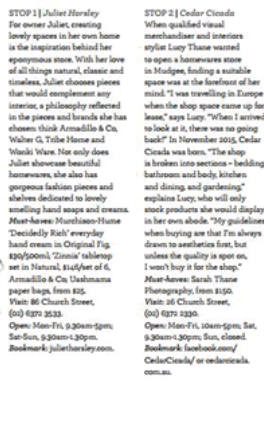 STOP 1 | Juliet Horsley
For owner Juliet, creating
lovely spaces in her own home
is the inspiration behind her
eponymous store. With her love
of all things natural, classic and
timeless, Juliet chooses pieces
that would complement any
interior, a philosophy reflected
in the pieces and brands she has
chosen: think Armadillo & Co,
Walter G, Tribe Home and
Wonki Ware. Not only does
Juliet showcase beautiful
homewares, she also has
gorgeous fashion pieces and
shelves dedicated to lovely
smelling hand soaps and creams.
Must-haves: Murchison-Hume
'Decidedly Rich' everyday
hand cream in Original Fig,
$30/500ml; 'Zinnia' tabletop
set in Natural, $146/set of 6,
Armadillo & Co; Uashmama
paper bags, from $25.
Visit: 86 Church Street,
(02) 6372 3533.
Open: Mon-Fri, 9.30am-5pm;
Sat-Sun, 9.30am-1.30pm.
Bookmark: juliethorsley.com.
STOP 2 | Cedar Cicada
When qualified visual
merchandiser and interiors
stylist Lucy Thane wanted
to open a homewares store
in Mudgee, finding a suitable
space was at the forefront of her
mind. "I was travelling in Europe
when the shop space came up for
lease," says Lucy. "When I arrived
to look at it, there was no going
back!" In November 2015, Cedar
Cicada was born. "The shop
is broken into sections – bedding
bathroom and body, kitchen
and dining, and gardening,"
explains Lucy, who will only
stock products she would display
in her own abode. "My guidelines
when buying are that I'm always
drawn to aesthetics first, but
unless the quality is spot on,
I won't buy it for the shop."
Must-haves: Sarah Thane
Photography, from $150.
Visit: 26 Church Street,
(02) 6372 2330.
Open: Mon-Fri, 10am-5pm; Sat,
9.30am-1.30pm; Sun, closed.
Bookmark: facebook.com/
CedarCicada/ or cedarcicada.
com.au.